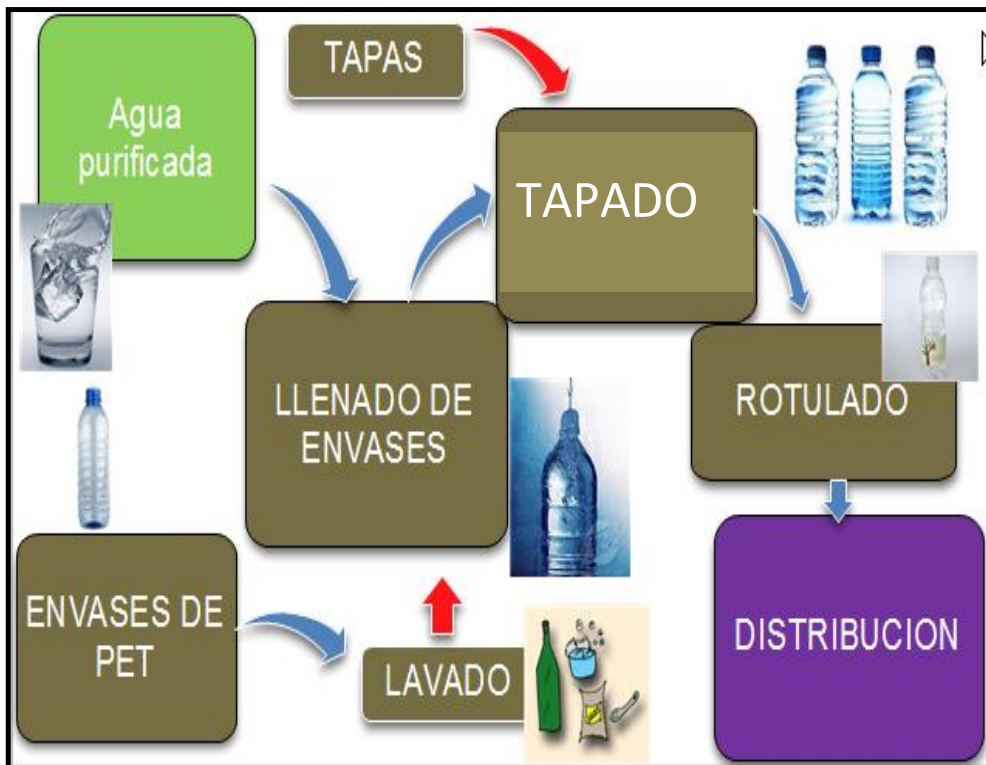 Agua
purificada
TAPAS
TAPADO
LLENADO DE
ENVASES
ROTULADO
ENVASES DE
PET
LAVADO
DISTRIBUCION